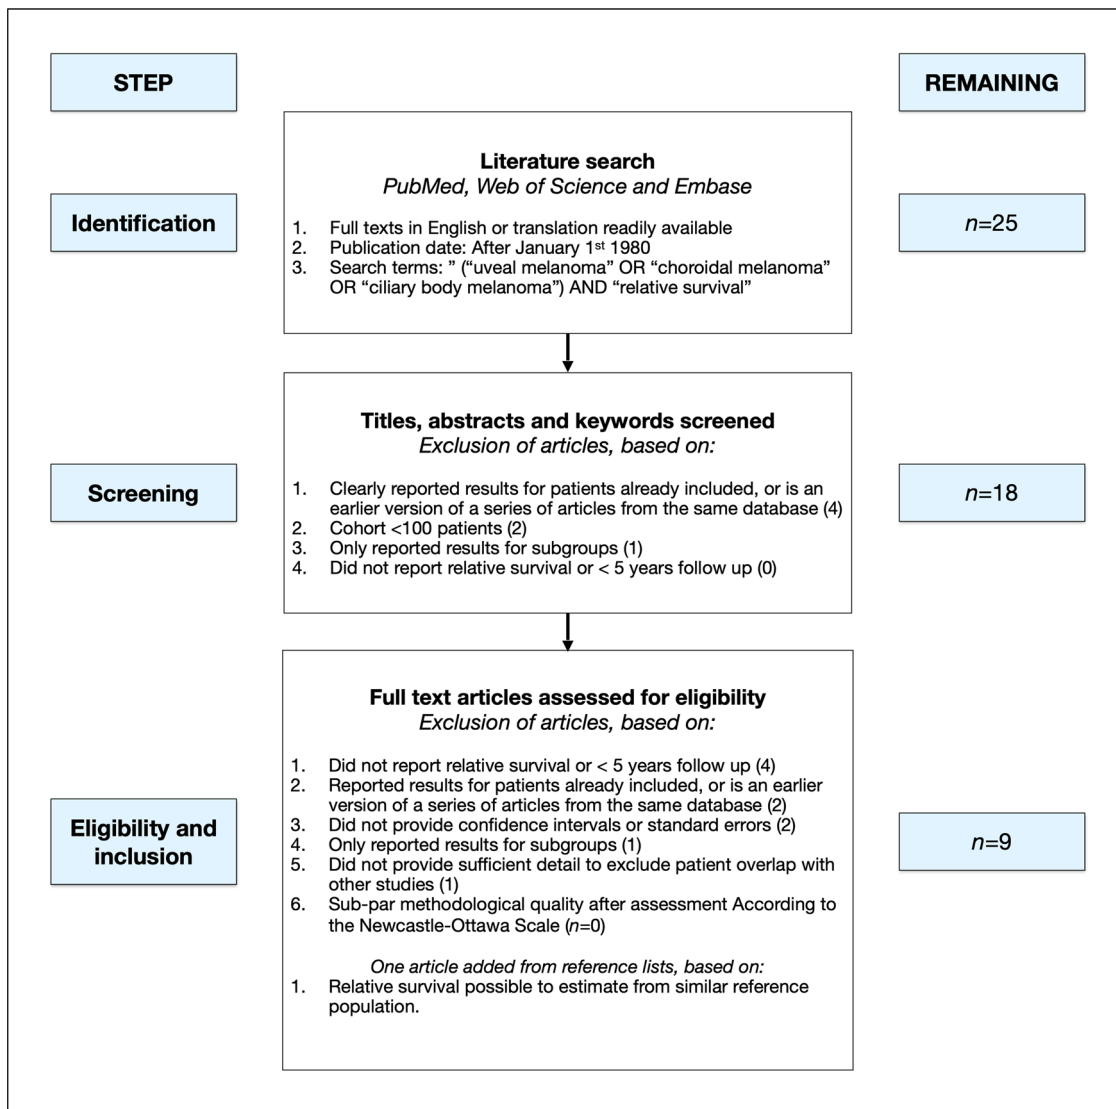 STEP
REMAINING
Literature search
PubMed, Web of Science and Embase
1. Full texts in English or translation readily available
2. Publication date: After January 1st 1980
3. Search terms: ” (“uveal melanoma” OR “choroidal melanoma”
OR “ciliary body melanoma”) AND “relative survival”
Identification
n=25
Titles, abstracts and keywords screened
Exclusion of articles, based on:
1. Clearly reported results for patients already included, or is an
earlier version of a series of articles from the same database (4)
2. Cohort <100 patients (2)
3. Only reported results for subgroups (1)
4. Did not report relative survival or < 5 years follow up (0)
Screening
n=18
Full text articles assessed for eligibility
Exclusion of articles, based on:
1. Did not report relative survival or < 5 years follow up (4)
2. Reported results for patients already included, or is an earlier
version of a series of articles from the same database (2)
3. Did not provide confidence intervals or standard errors (2)
4. Only reported results for subgroups (1)
5. Did not provide sufficient detail to exclude patient overlap with
other studies (1)
6. Sub-par methodological quality after assessment According to
the Newcastle-Ottawa Scale (n=0)
One article added from reference lists, based on:
1. Relative survival possible to estimate from similar reference
population.
Eligibility and
inclusion
n=9